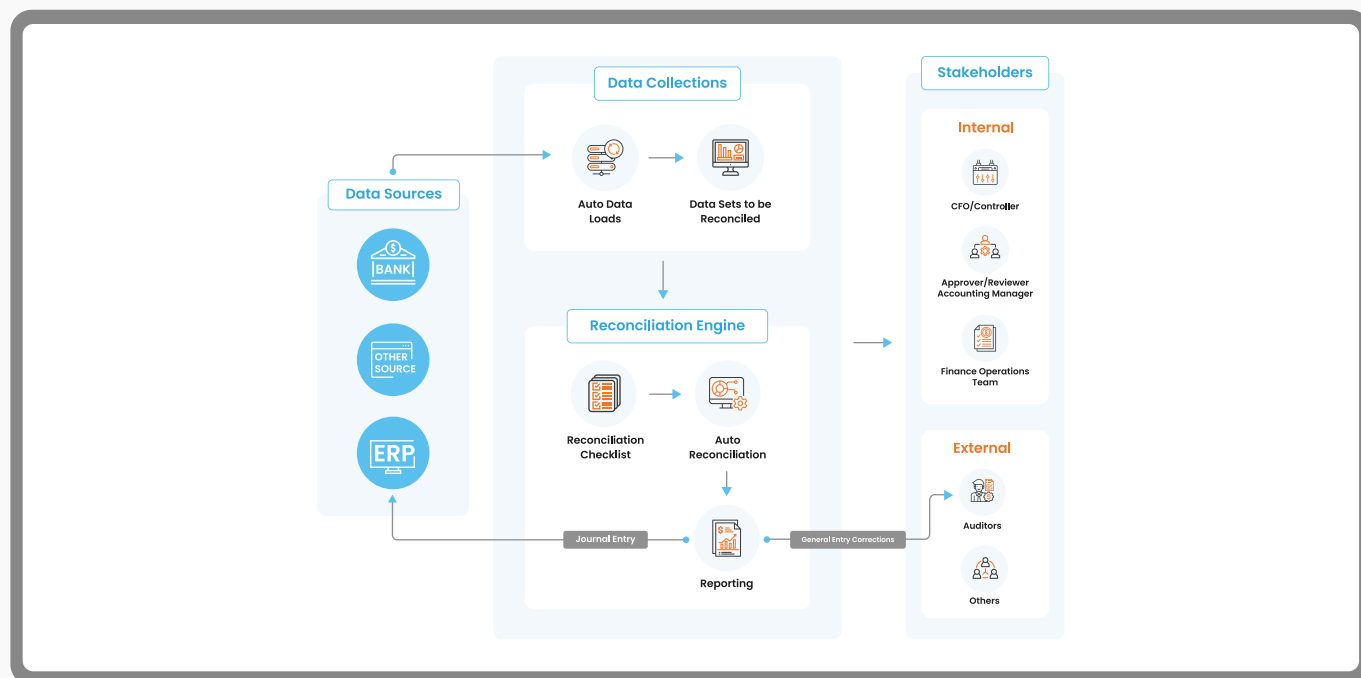 Data Sources
BANK
OTHER
SOURCE
ERP
Data Collections
Auto Data
Loads
Data Sets to be
Reconciled
Reconciliation Engine
Reconciliation
Checklist
Auto
Reconciliation
Journal Entry
General Entry Corrections
Reporting
Stakeholders
Internal
CFO/Controller
Approver/Reviewer
Accounting Manager
Finance Operations
Team
External
Auditors
Others